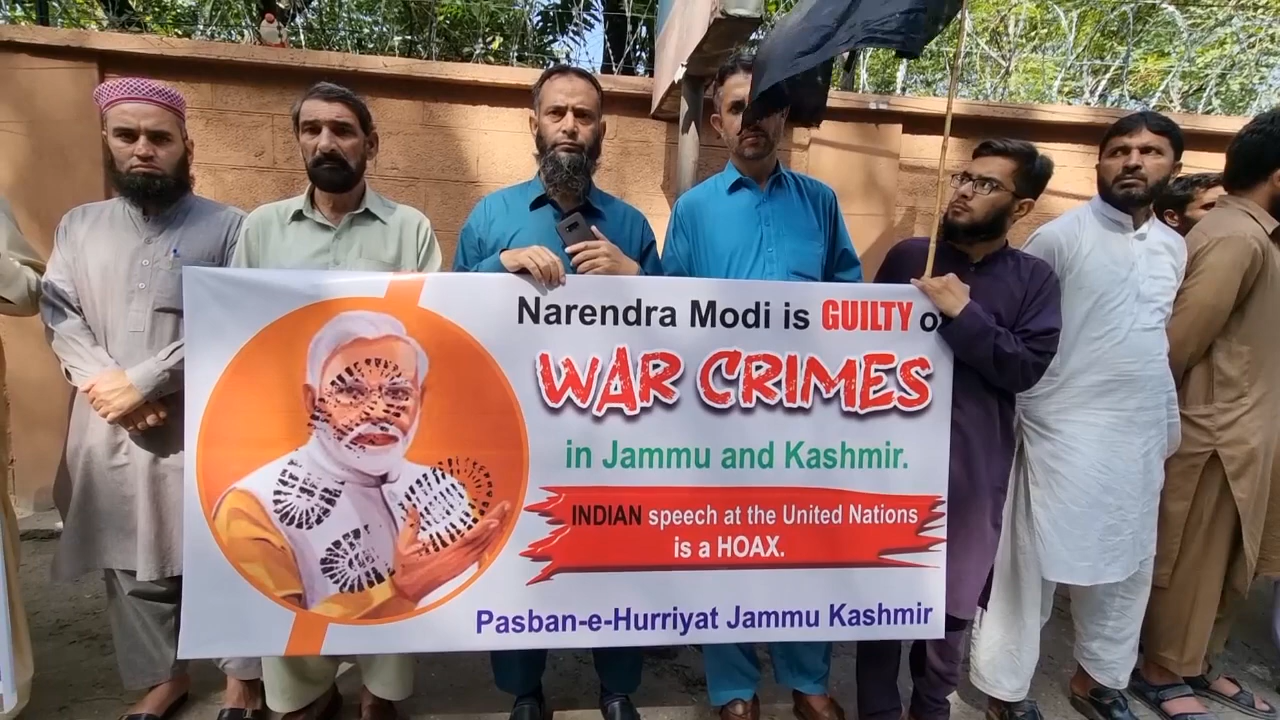 Narendra Modi is GUILTY o
WAR CRIMES
in Jammu and Kashmir.
INDIAN speech at the United Nations
is a HOAX.
Pasban-e-Hurriyat Jammu Kashmir